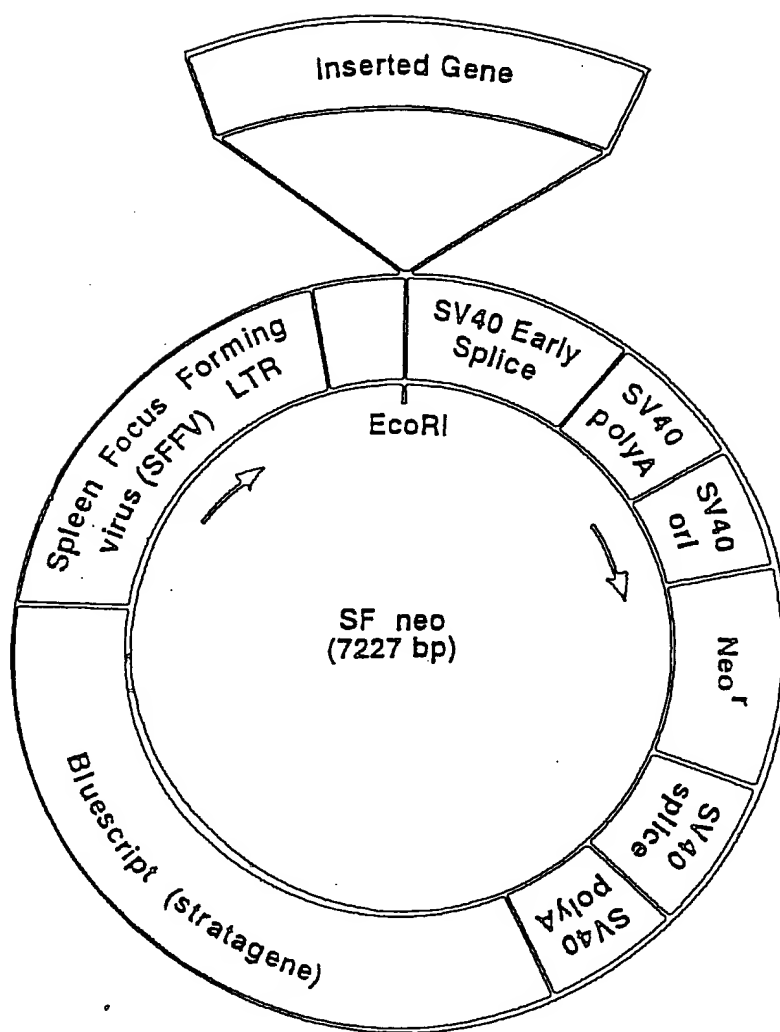 Inserted Gene
Spleen Focus Forming
virus (SFFV) LTR
SV40 Early
Splice
SV40
polyA
SV40
orI
Neoʳ
SV40
splice
SV40
polyA
Bluescript (stratagene)
EcoRI
SF neo
(7227 bp)